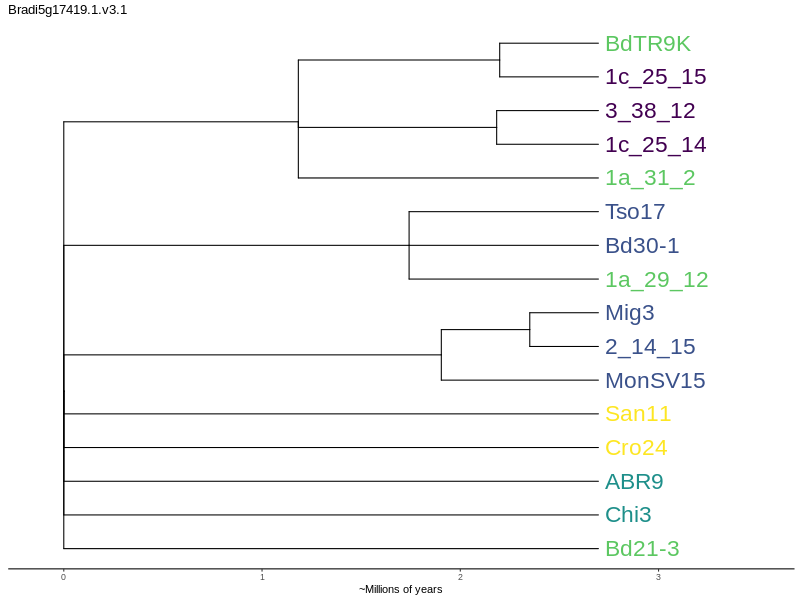 Bradi5g17419.1.v3.1
BdTR9K
1c_25_15
3_38_12
1c_25_14
1a_31_2
Tso17
Bd30-1
1a_29_12
Mig3
2_14_15
MonSV15
San11
Cro24
ABR9
Chi3
Bd21-3
0 1 2 3
~Millions of years